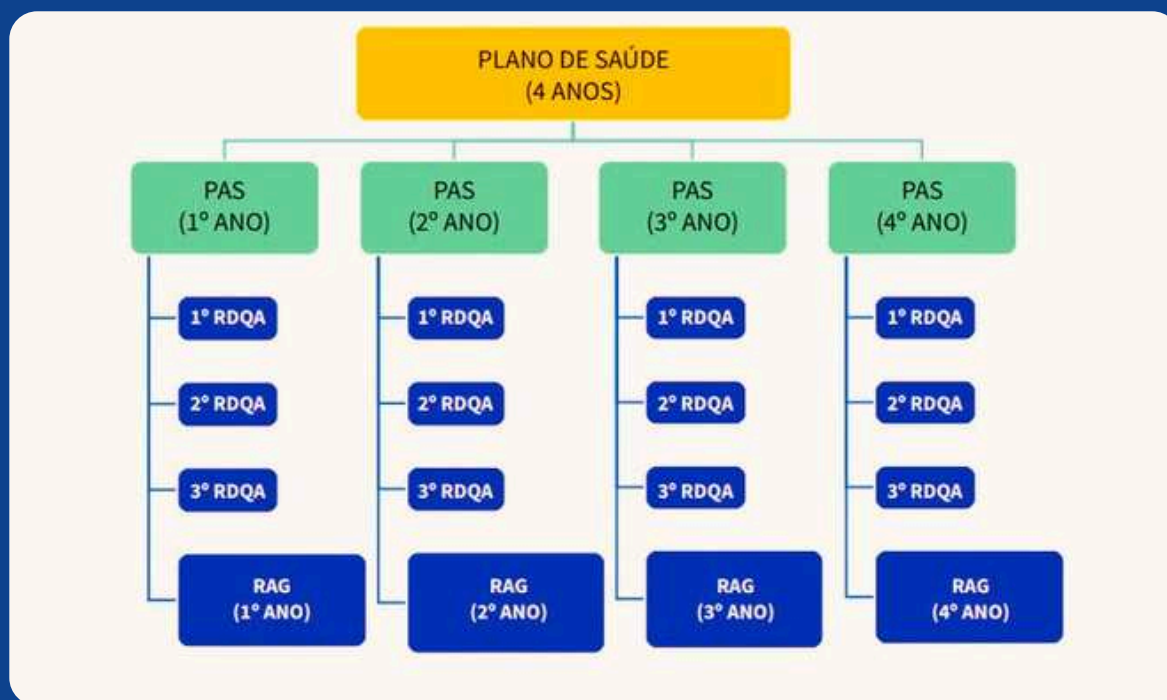 PLANO DE SAÚDE
(4 ANOS)
PAS
(1º ANO)
PAS
(2º ANO)
PAS
(3º ANO)
PAS
(4º ANO)
1º RDQA
1º RDQA
1º RDQA
1º RDQA
2º RDQA
2º RDQA
2º RDQA
2º RDQA
3º RDQA
3º RDQA
3º RDQA
3º RDQA
RAG
(1º ANO)
RAG
(2º ANO)
RAG
(3º ANO)
RAG
(4º ANO)